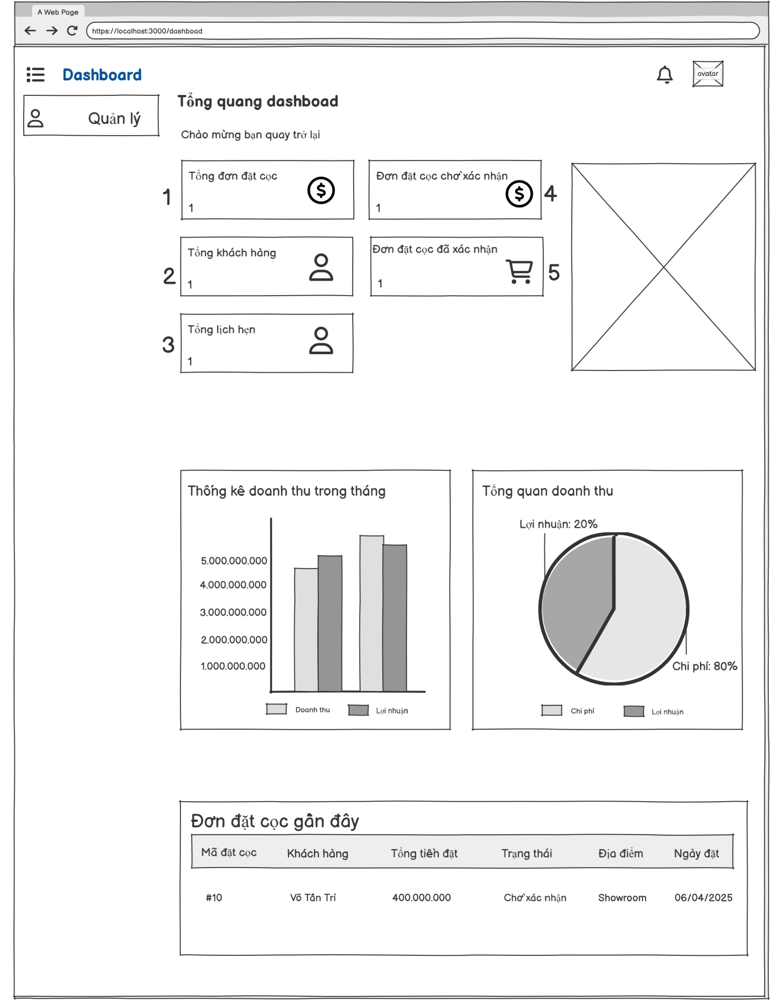 A Web Page
https://localhost:3000/dashboad
Dashboard
avatar
Quản lý
Tổng quang dashboad
Chào mừng bạn quay trở lại
1
Tổng đơn đặt cọc
1
Đơn đặt cọc chờ xác nhận
1
4
2
Tổng khách hàng
1
Đơn đặt cọc đã xác nhận
1
5
3
Tổng lịch hẹn
1
Thống kê doanh thu trong tháng
5.000.000.000
4.000.000.000
3.000.000.000
2.000.000.000
1.000.000.000
Doanh thu
Lợi nhuận
Tổng quan doanh thu
Lợi nhuận: 20%
Chi phí: 80%
Chi phí
Lợi nhuận
Đơn đặt cọc gần đây
Mã đặt cọc Khách hàng Tổng tiền đặt Trạng thái Địa điểm Ngày đặt
#10 Võ Tấn Trí 400.000.000 Chờ xác nhận Showroom 06/04/2025